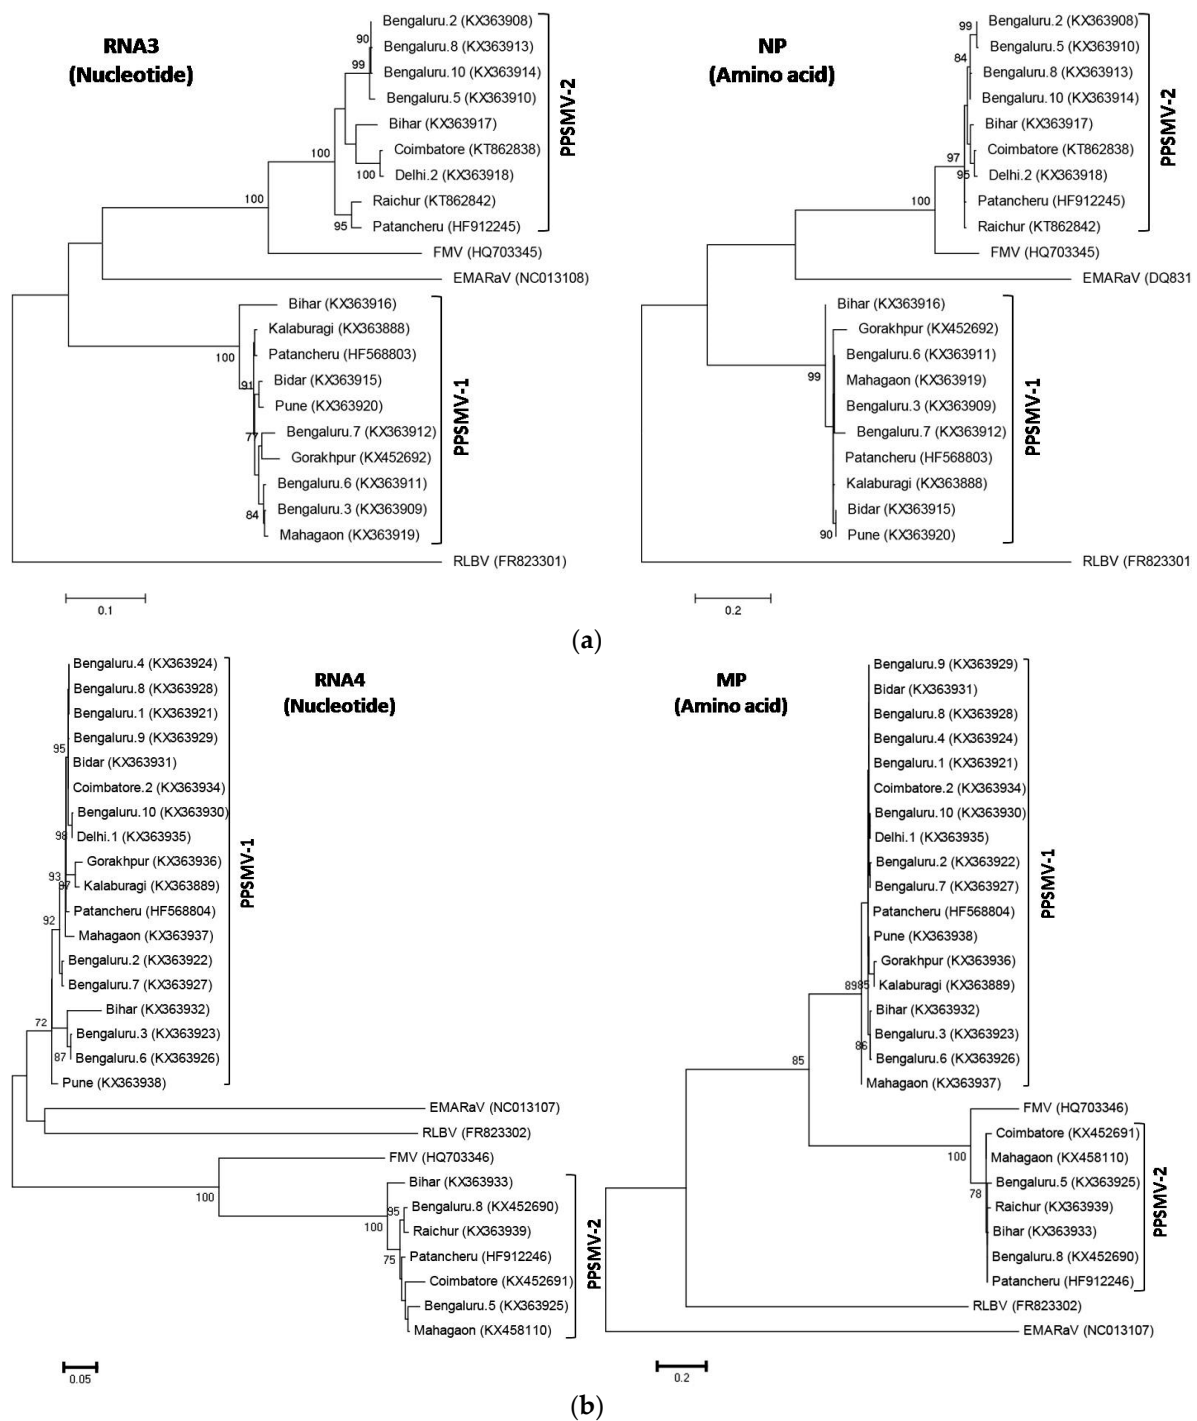 RNA3
(Nucleotide)
Bengaluru.2 (KX363908)
90
Bengaluru.8 (KX363913)
99
Bengaluru.10 (KX363914)
Bengaluru.5 (KX363910)
Bihar (KX363917)
100
Coimbatore (KT862838)
100
Delhi.2 (KX363918)
100
Raichur (KT862842)
95
Patancheru (HF912245)
PPSMV-2
FMV (HQ703345)
EMARaV (NC013108)
Bihar (KX363916)
Kalaburagi (KX363888)
100
Patancheru (HF568803)
91
Bidar (KX363915)
Pune (KX363920)
77
Bengaluru.7 (KX363912)
Gorakhpur (KX452692)
Bengaluru.6 (KX363911)
84
Bengaluru.3 (KX363909)
Mahagaon (KX363919)
PPSMV-1
RLBV (FR823301)
0.1
NP
(Amino acid)
99
Bengaluru.2 (KX363908)
Bengaluru.5 (KX363910)
84
Bengaluru.8 (KX363913)
Bengaluru.10 (KX363914)
Bihar (KX363917)
97
Coimbatore (KT862838)
95
Delhi.2 (KX363918)
100
Patancheru (HF912245)
Raichur (KT862842)
PPSMV-2
FMV (HQ703345)
EMARaV (DQ831
Bihar (KX363916)
Gorakhpur (KX452692)
Bengaluru.6 (KX363911)
99
Mahagaon (KX363919)
Bengaluru.3 (KX363909)
Bengaluru.7 (KX363912)
Patancheru (HF568803)
Kalaburagi (KX363888)
Bidar (KX363915)
90
Pune (KX363920)
PPSMV-1
RLBV (FR823301
0.2
(a)
RNA4
(Nucleotide)
Bengaluru.4 (KX363924)
Bengaluru.8 (KX363928)
Bengaluru.1 (KX363921)
95
Bengaluru.9 (KX363929)
Bidar (KX363931)
Coimbatore.2 (KX363934)
Bengaluru.10 (KX363930)
98
Delhi.1 (KX363935)
Gorakhpur (KX363936)
93
97
Kalaburagi (KX363889)
Patancheru (HF568804)
92
Mahagaon (KX363937)
Bengaluru.2 (KX363922)
Bengaluru.7 (KX363927)
Bihar (KX363932)
72
Bengaluru.3 (KX363923)
87
Bengaluru.6 (KX363926)
Pune (KX363938)
PPSMV-1
EMARaV (NC013107)
RLBV (FR823302)
FMV (HQ703346)
100
Bihar (KX363933)
95
Bengaluru.8 (KX452690)
100
Raichur (KX363939)
75
Patancheru (HF912246)
Coimbatore (KX452691)
Bengaluru.5 (KX363925)
Mahagaon (KX458110)
PPSMV-2
0.05
MP
(Amino acid)
Bengaluru.9 (KX363929)
Bidar (KX363931)
Bengaluru.8 (KX363928)
Bengaluru.4 (KX363924)
Bengaluru.1 (KX363921)
Coimbatore.2 (KX363934)
Bengaluru.10 (KX363930)
Delhi.1 (KX363935)
Bengaluru.2 (KX363922)
Bengaluru.7 (KX363927)
Patancheru (HF568804)
Pune (KX363938)
Gorakhpur (KX363936)
89
85
Kalaburagi (KX363889)
Bihar (KX363932)
Bengaluru.3 (KX363923)
86
Bengaluru.6 (KX363926)
85
Mahagaon (KX363937)
PPSMV-1
FMV (HQ703346)
Coimbatore (KX452691)
100
Mahagaon (KX458110)
78
Bengaluru.5 (KX363925)
Raichur (KX363939)
Bihar (KX363933)
Bengaluru.8 (KX452690)
Patancheru (HF912246)
PPSMV-2
RLBV (FR823302)
EMARaV (NC013107)
0.2
(b)